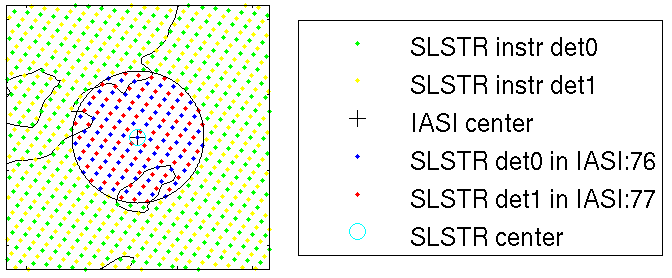 SLSTR instr det0
SLSTR instr det1
IASI center
SLSTR det0 in IASI:76
SLSTR det1 in IASI:77
SLSTR center